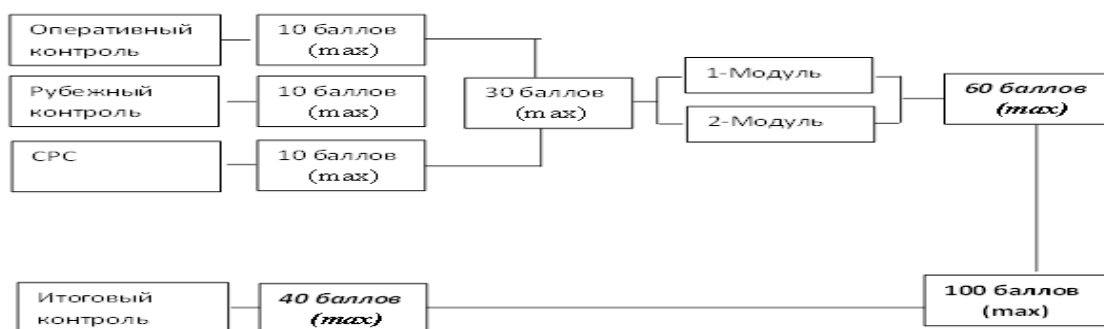 Оперативный
контроль
10 баллов
(max)
Рубежный
контроль
10 баллов
(max)
СРС
10 баллов
(max)
30 баллов
(max)
1-Модуль
2-Модуль
60 баллов
(max)
Итоговый
контроль
40 баллов
(max)
100 баллов
(max)